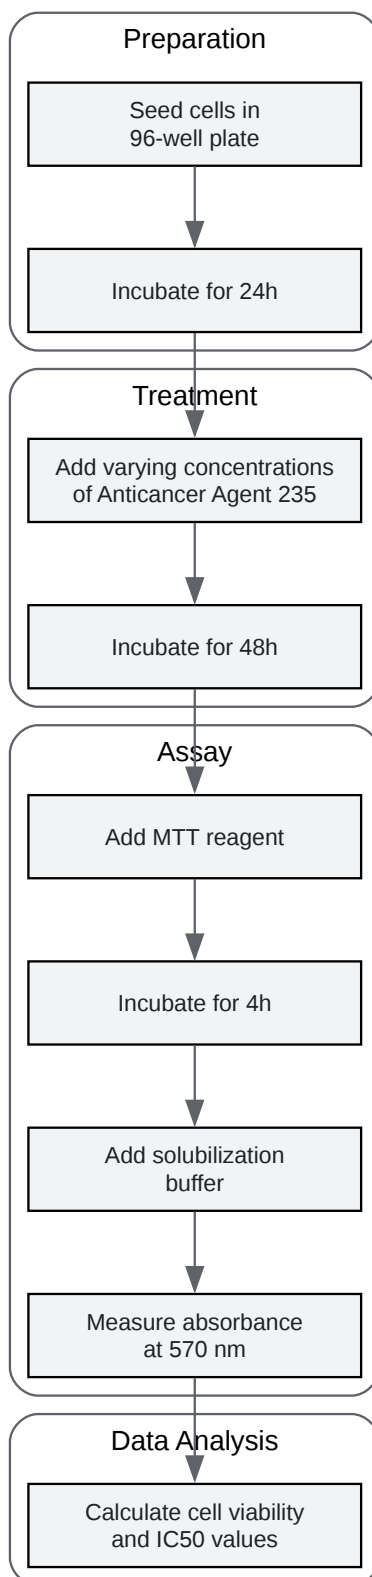 Preparation
Seed cells in
96-well plate
Incubate for 24h
Treatment
Add varying concentrations
of Anticancer Agent 235
Incubate for 48h
Assay
Add MTT reagent
Incubate for 4h
Add solubilization
buffer
Measure absorbance
at 570 nm
Data Analysis
Calculate cell viability
and IC50 values